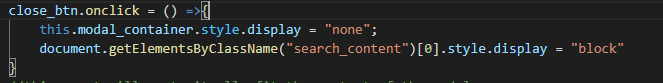 close_btn.onclick = () =>{
this.modal_container.style.display = "none";
document.getElementsByClassName("search_content")[0].style.display = "block"
}